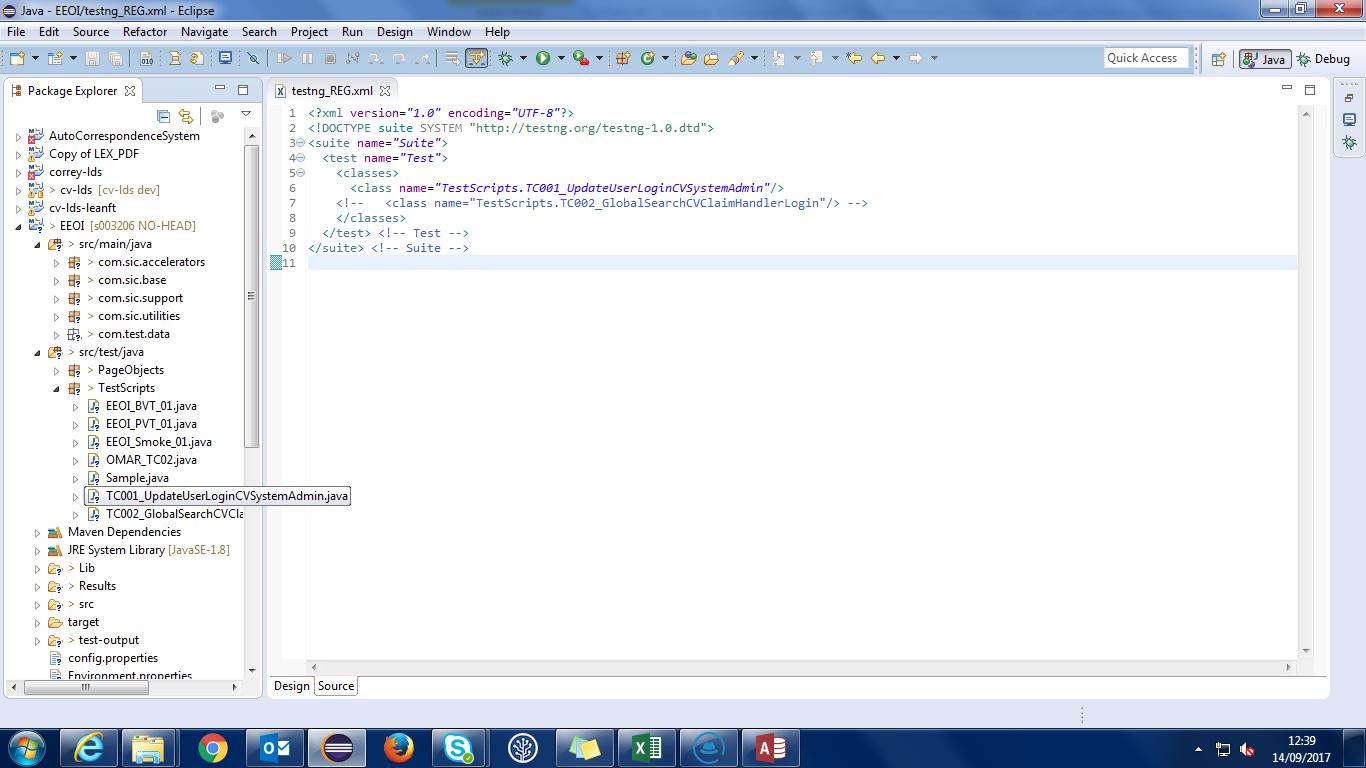 Java - EEOI/testng_REG.xml - Eclipse
File Edit Source Refactor Navigate Search Project Run Design Window Help
Quick Access
Java
Debug
Package Explorer
AutoCorrespondenceSystem
Copy of LEX_PDF
correy-lds
> cv-lds [cv-lds dev]
cv-lds-leanft
> EEOI [s003206 NO-HEAD]
> src/main/java
> com.sic.accelerators
> com.sic.base
> com.sic.support
> com.sic.utilities
> com.test.data
> src/test/java
> PageObjects
> TestScripts
EEOI_BVT_01.java
EEOI_PVT_01.java
EEOI_Smoke_01.java
OMAR_TC02.java
Sample.java
TC001_UpdateUserLoginCVSystemAdmin.java
TC002_GlobalSearchCVCla
Maven Dependencies
JRE System Library [JavaSE-1.8]
> Lib
> Results
> src
target
> test-output
config.properties
Environment.properties
testng_REG.xml
1 <?xml version="1.0" encoding="UTF-8"?>
2 <!DOCTYPE suite SYSTEM "http://testng.org/testng-1.0.dtd">
3 <suite name="Suite">
4 <test name="Test">
5 <classes>
6 <class name="TestScripts.TC001_UpdateUserLoginCVSystemAdmin"/>
7 <!-- <class name="TestScripts.TC002_GlobalSearchCVClaimHandlerLogin"/> -->
8 </classes>
9 </test> <!-- Test -->
10 </suite> <!-- Suite -->
11
Design Source
12:39
14/09/2017